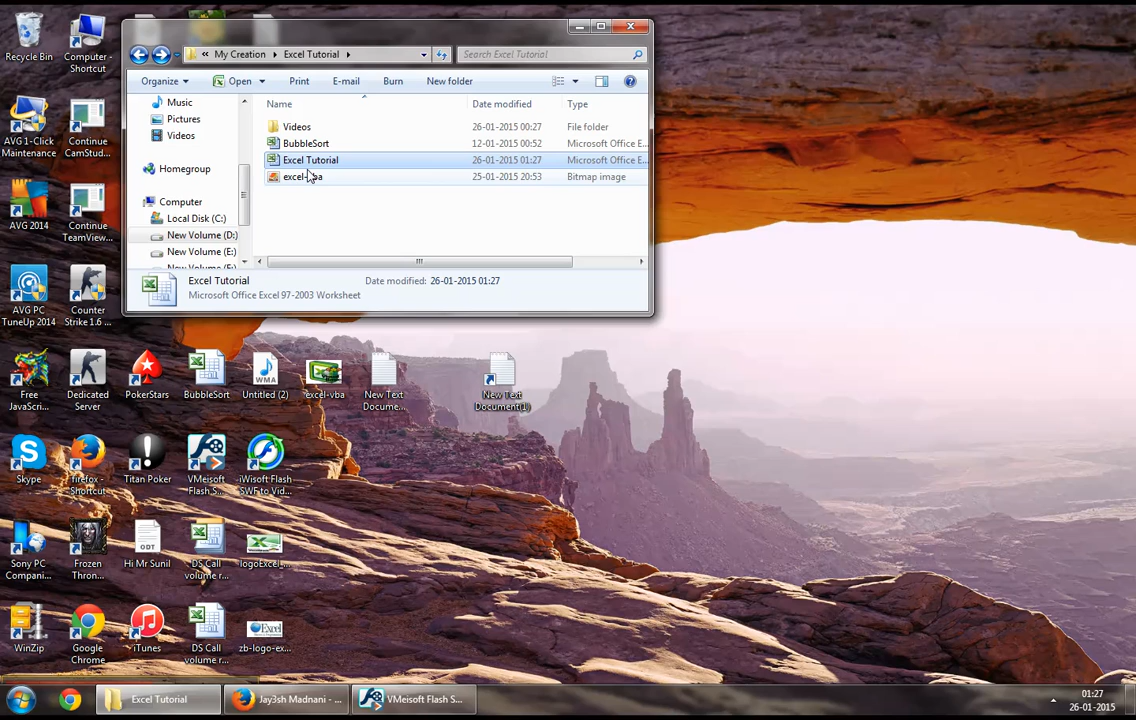 « My Creation ▸ Excel Tutorial ▸
Search Excel Tutorial
Organize
Open
Print
E-mail
Burn
New folder
Name
Date modified
Type
Music
Pictures
Videos
Homegroup
Computer
Local Disk (C:)
New Volume (D:)
New Volume (E:)
Videos
26-01-2015 00:27
File folder
BubbleSort
12-01-2015 00:52
Microsoft Office E...
Excel Tutorial
26-01-2015 01:27
Microsoft Office E...
excel-vba
25-01-2015 20:53
Bitmap image
Excel Tutorial
Date modified: 26-01-2015 01:27
Microsoft Office Excel 97-2003 Worksheet
Recycle Bin
Computer -
Shortcut
AVG 1-Click
Maintenance
Continue
CamStud...
AVG 2014
Continue
TeamView...
AVG PC
TuneUp 2014
Counter
Strike 1.6 ...
Free
JavaScri...
Dedicated
Server
PokerStars
BubbleSort
Untitled (2)
excel-vba
New Text
Docume...
New Text
Document(1)
Skype
firefox -
Shortcut
Titan Poker
VMeisoft
Flash S...
iWisoft Flash
SWF to Vid...
Sony PC
Compani...
Frozen
Thron...
ODT
Hi Mr Sunil
DS Call
volume r...
logoExcel_...
WinZip
Google
Chrome
iTunes
DS Call
volume r...
Excel
zb-logo-ex...
Excel Tutorial
Jay3sh Madnani - ...
VMeisoft Flash S...
01:27
26-01-2015